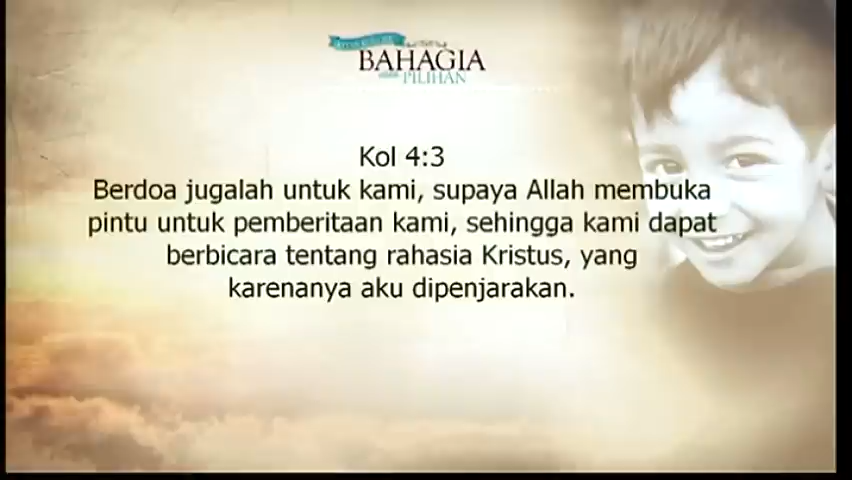 BAHAGIA
PILIHAN
Kol 4:3
Berdoa jugalah untuk kami, supaya Allah membuka
pintu untuk pemberitaan kami, sehingga kami dapat
berbicara tentang rahasia Kristus, yang
karenanya aku dipenjarakan.